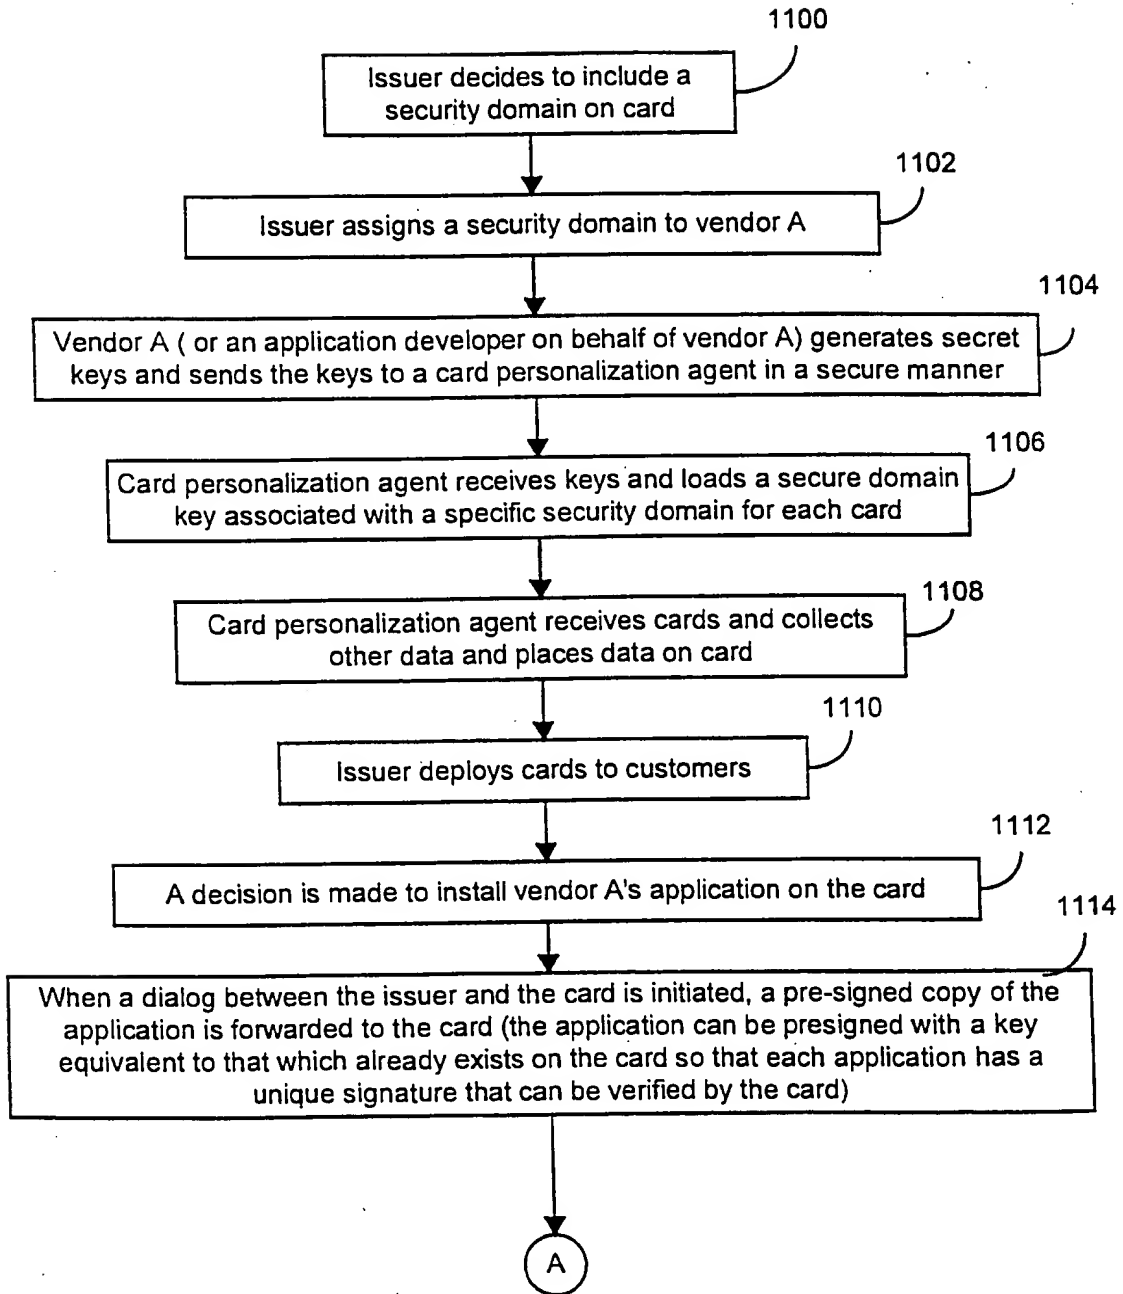 1100
Issuer decides to include a
security domain on card
1102
Issuer assigns a security domain to vendor A
1104
Vendor A ( or an application developer on behalf of vendor A) generates secret
keys and sends the keys to a card personalization agent in a secure manner
1106
Card personalization agent receives keys and loads a secure domain
key associated with a specific security domain for each card
1108
Card personalization agent receives cards and collects
other data and places data on card
1110
Issuer deploys cards to customers
1112
A decision is made to install vendor A's application on the card
1114
When a dialog between the issuer and the card is initiated, a pre-signed copy of the
application is forwarded to the card (the application can be presigned with a key
equivalent to that which already exists on the card so that each application has a
unique signature that can be verified by the card)
A